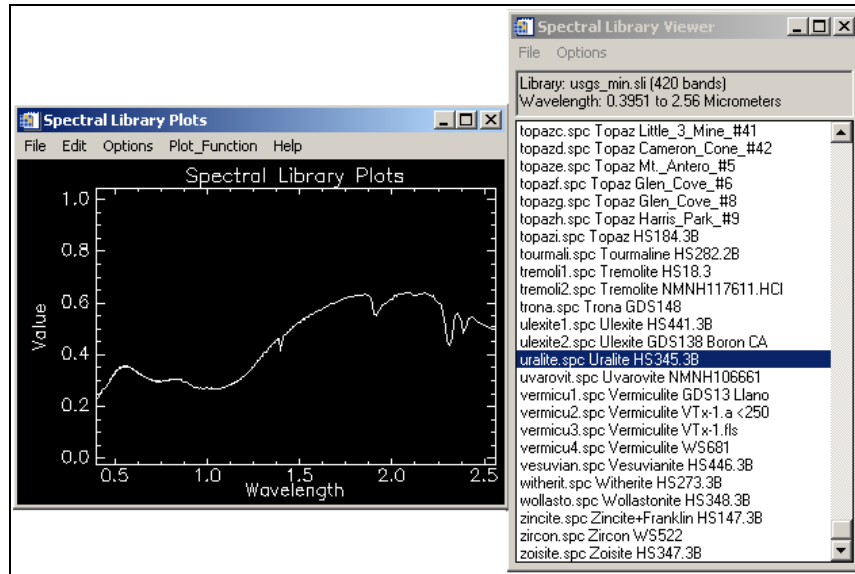 Spectral Library Plots
File Edit Options Plot_Function Help
Spectral Library Plots
1.0
0.8
0.6
0.4
0.2
0.0
Value
0.5 1.0 1.5 2.0 2.5
Wavelength
Spectral Library Viewer
File Options
Library: usgs_min.sli (420 bands)
Wavelength: 0.3951 to 2.56 Micrometers
topazc.spc Topaz Little_3_Mine_#41
topazd.spc Topaz Cameron_Cone_#42
topaze.spc Topaz Mt._Antero_#5
topazf.spc Topaz Glen_Cove_#6
topazg.spc Topaz Glen_Cove_#8
topazh.spc Topaz Harris_Park_#9
topazi.spc Topaz HS184.3B
tourmali.spc Tourmaline HS282.2B
tremoli1.spc Tremolite HS18.3
tremoli2.spc Tremolite NMNH117611.HCl
trona.spc Trona GDS148
ulexite1.spc Ulexite HS441.3B
ulexite2.spc Ulexite GDS138 Boron CA
uralite.spc Uralite HS345.3B
uvarovit.spc Uvarovite NMNH106661
vermicu1.spc Vermiculite GDS13 Llano
vermicu2.spc Vermiculite VTx-1.a <250
vermicu3.spc Vermiculite VTx-1.fls
vermicu4.spc Vermiculite WS681
vesuvian.spc Vesuvianite HS446.3B
witherit.spc Witherite HS273.3B
wollasto.spc Wollastonite HS348.3B
zincite.spc Zincite+Franklin HS147.3B
zircon.spc Zircon WS522
zoisite.spc Zoisite HS347.3B